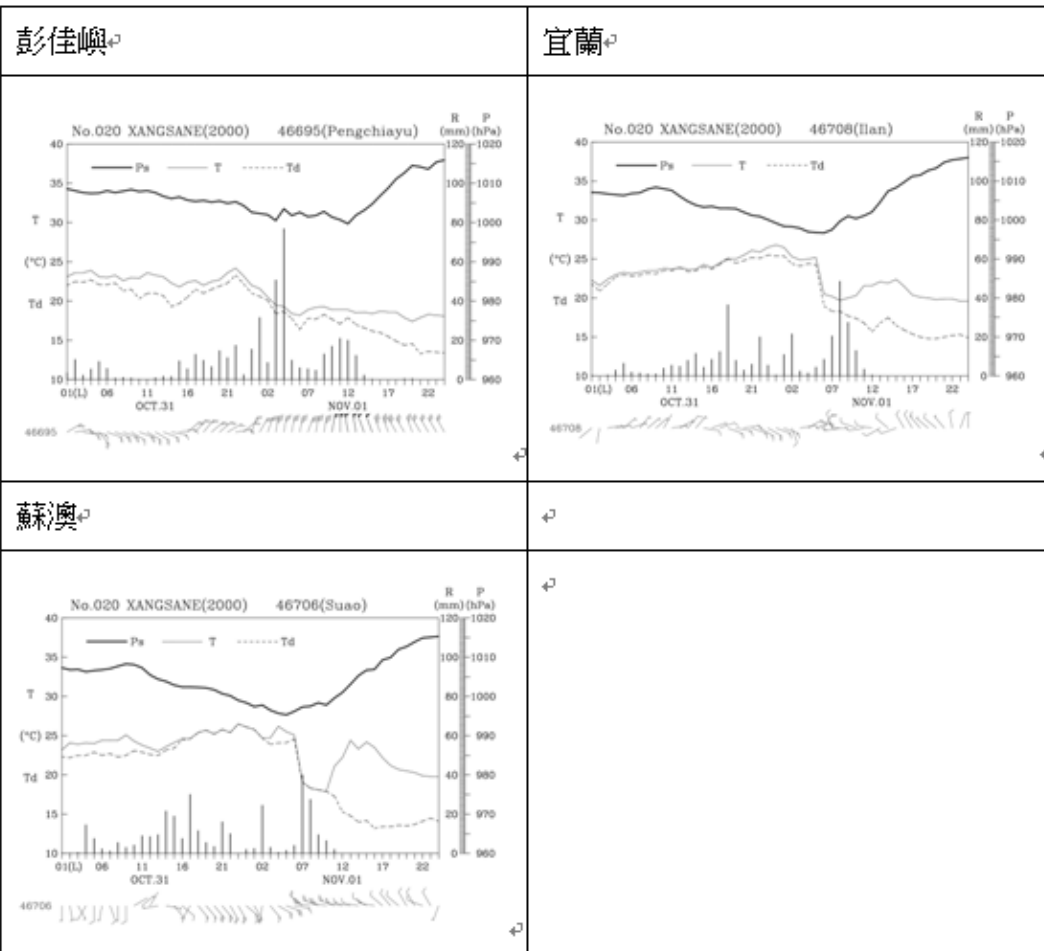 彭佳嶼
No.020 XANGSANE(2000) 46695(Pengchiayu)
R P
(mm) (hPa)
Ps T Td
40 120 1020
35 100 1010
T 30 80 1000
(°C) 25 60 990
Td 20 40 980
15 20 970
10 0 960
01(L) 06 11 16 21 02 07 12 17 22
OCT.31 NOV.01
46695
宜蘭
No.020 XANGSANE(2000) 46708(Ilan)
R P
(mm) (hPa)
Ps T Td
40 120 1020
35 100 1010
T 30 80 1000
(°C) 25 60 990
Td 20 40 980
15 20 970
10 0 960
01(L) 06 11 16 21 02 07 12 17 22
OCT.31 NOV.01
46708
蘇澳
No.020 XANGSANE(2000) 46706(Suao)
R P
(mm) (hPa)
Ps T Td
40 120 1020
35 100 1010
T 30 80 1000
(°C) 25 60 990
Td 20 40 980
15 20 970
10 0 960
01(L) 06 11 16 21 02 07 12 17 22
OCT.31 NOV.01
46706